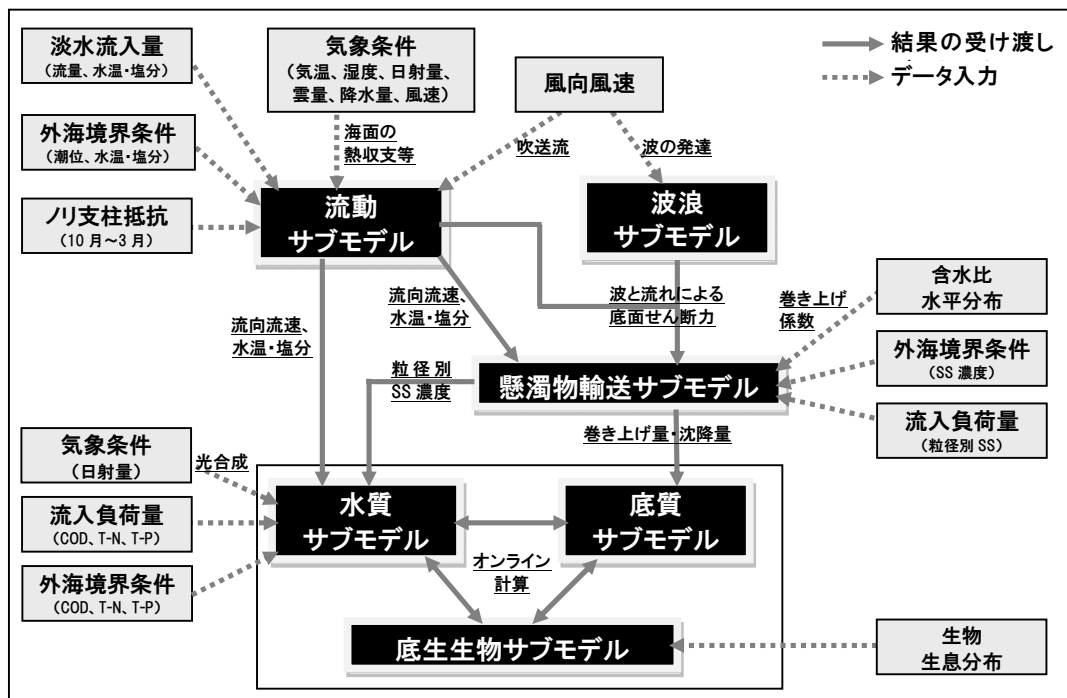 淡水流入量
(流量、水温・塩分)
気象条件
(気温、湿度、日射量、
雲量、降水量、風速)
風向風速
結果の受け渡し
データ入力
外海境界条件
(潮位、水温・塩分)
海面の
熱収支等
吹送流
波の発達
ノリ支柱抵抗
(10月~3月)
流動
サブモデル
波浪
サブモデル
流向流速、
水温・塩分
流向流速、
水温・塩分
波と流れによる
底面せん断力
巻き上げ
係数
含水比
水平分布
外海境界条件
(SS濃度)
流入負荷量
(粒径別SS)
粒径別
SS濃度
懸濁物輸送サブモデル
巻き上げ量・沈降量
気象条件
(日射量)
光合成
流入負荷量
(COD、T-N、T-P)
外海境界条件
(COD、T-N、T-P)
水質
サブモデル
底質
サブモデル
オンライン
計算
底生生物サブモデル
生物
生息分布